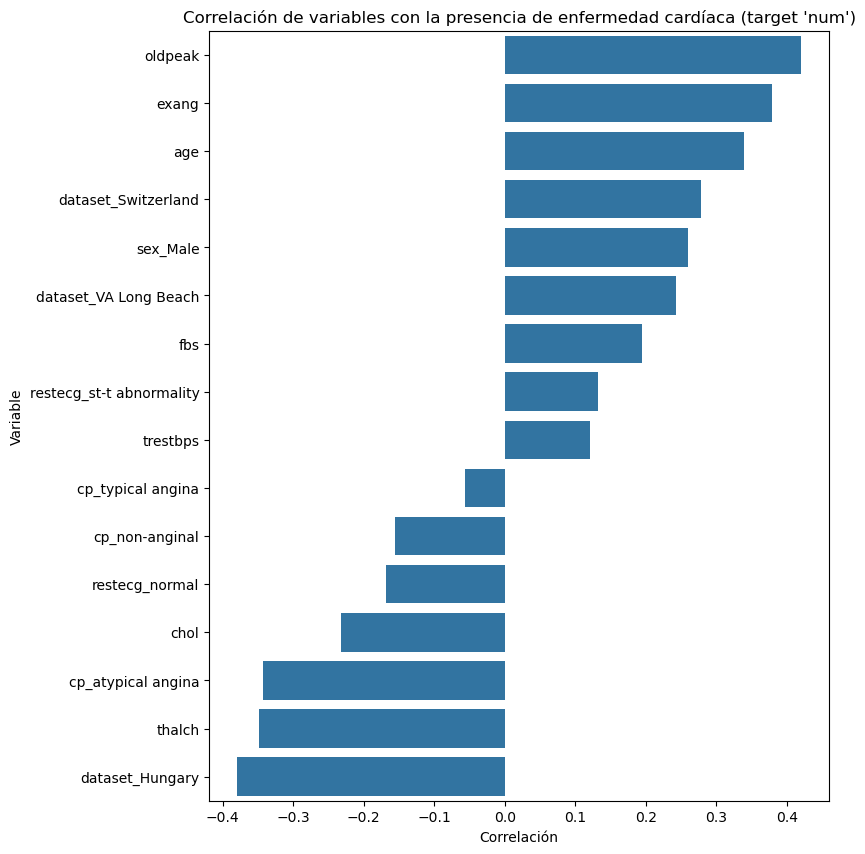 Correlación de variables con la presencia de enfermedad cardíaca (target 'num')
oldpeak
exang
age
dataset_Switzerland
sex_Male
dataset_VA Long Beach
fbs
restecg_st-t abnormality
trestbps
cp_typical angina
cp_non-anginal
restecg_normal
chol
cp_atypical angina
thalch
dataset_Hungary
Variable
−0.4 −0.3 −0.2 −0.1 0.0 0.1 0.2 0.3 0.4
Correlación